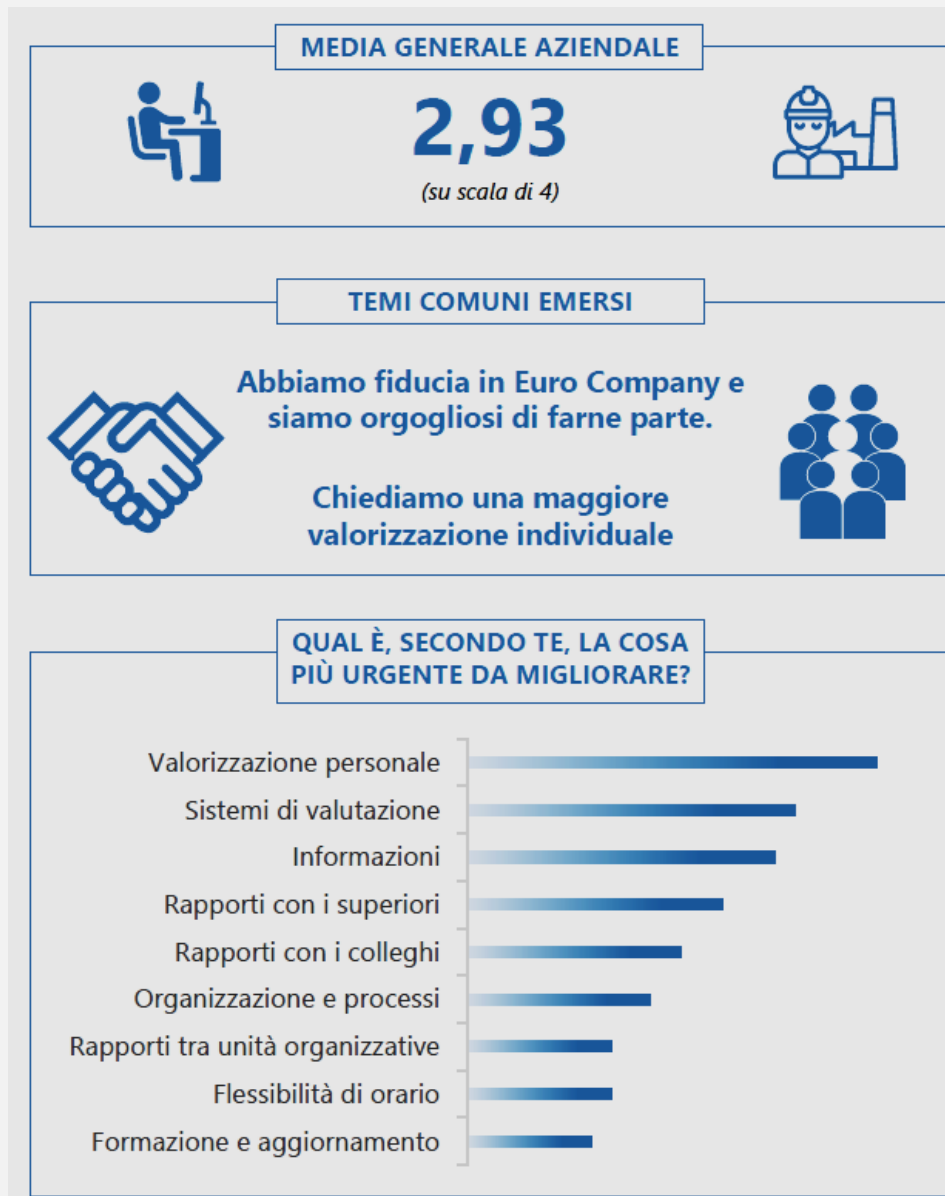 MEDIA GENERALE AZIENDALE
2,93
(su scala di 4)
TEMI COMUNI EMERSI
Abbiamo fiducia in Euro Company e
siamo orgogliosi di farne parte.
Chiediamo una maggiore
valorizzazione individuale
QUAL È, SECONDO TE, LA COSA
PIÙ URGENTE DA MIGLIORARE?
Valorizzazione personale
Sistemi di valutazione
Informazioni
Rapporti con i superiori
Rapporti con i colleghi
Organizzazione e processi
Rapporti tra unità organizzative
Flessibilità di orario
Formazione e aggiornamento